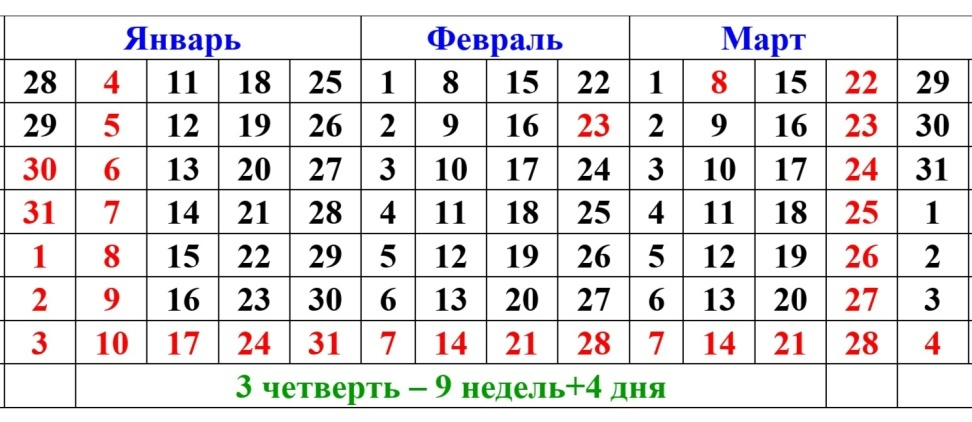 Январь Февраль Март
28 4 11 18 25 1 8 15 22 1 8 15 22 29
29 5 12 19 26 2 9 16 23 2 9 16 23 30
30 6 13 20 27 3 10 17 24 3 10 17 24 31
31 7 14 21 28 4 11 18 25 4 11 18 25 1
1 8 15 22 29 5 12 19 26 5 12 19 26 2
2 9 16 23 30 6 13 20 27 6 13 20 27 3
3 10 17 24 31 7 14 21 28 7 14 21 28 4
3 четверть – 9 недель+4 дня